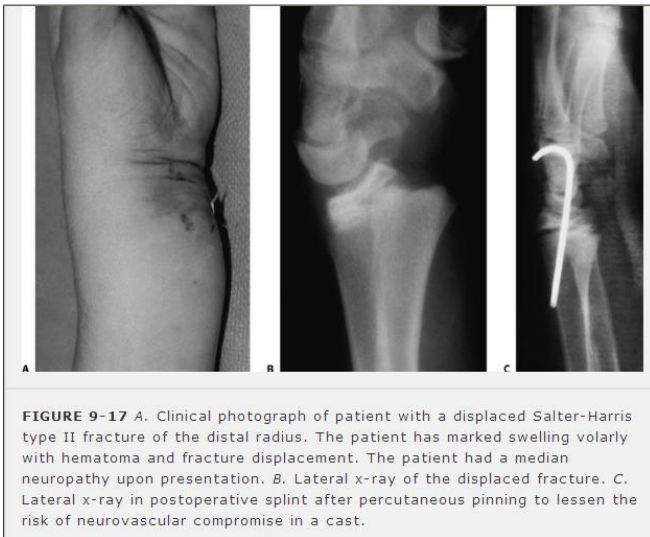 A
B
C
FIGURE 9-17 A. Clinical photograph of patient with a displaced Salter-Harris
type II fracture of the distal radius. The patient has marked swelling volarly
with hematoma and fracture displacement. The patient had a median
neuropathy upon presentation. B. Lateral x-ray of the displaced fracture. C.
Lateral x-ray in postoperative splint after percutaneous pinning to lessen the
risk of neurovascular compromise in a cast.